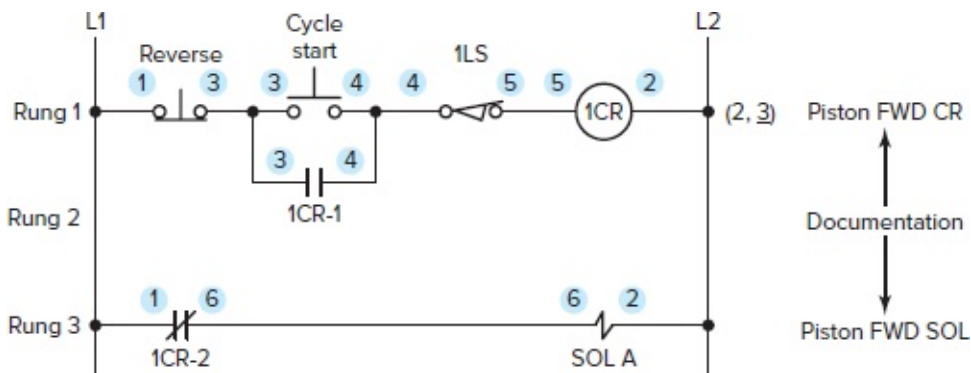 L1
L2
Cycle
start
Reverse
1LS
1 3 3 4 4 5 5 2
Rung 1
1CR
(2, 3)
Piston FWD CR
3 4
1CR-1
Rung 2
Documentation
1 6 6 2
Rung 3
Piston FWD SOL
1CR-2
SOL A